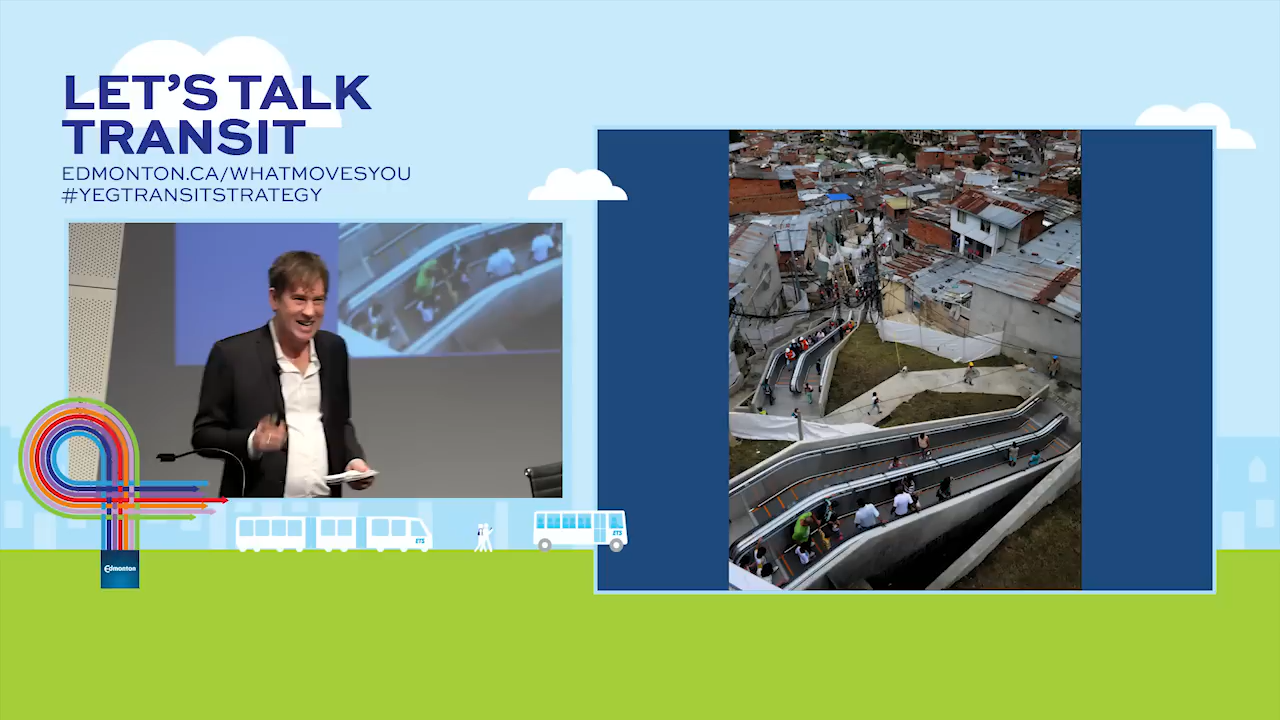 LET'S TALK
TRANSIT
EDMONTON.CA/WHATMOVESYOU
#YEGTRANSITSTRATEGY
ETS
ETS
Edmonton